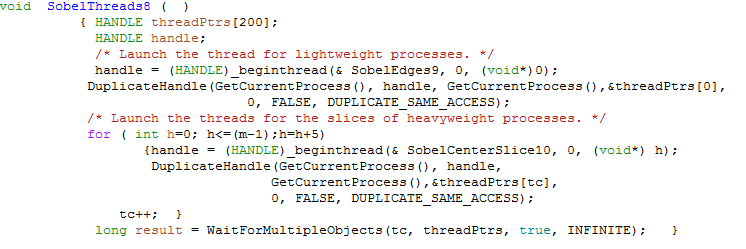 void  SobelThreads8 (  )
{ HANDLE threadPtrs[200];
HANDLE handle;
/* Launch the thread for lightweight processes. */
handle = (HANDLE)_beginthread(& SobelEdges9, 0, (void*)0);
DuplicateHandle(GetCurrentProcess(), handle, GetCurrentProcess(),&threadPtrs[0],
0, FALSE, DUPLICATE_SAME_ACCESS);
/* Launch the threads for the slices of heavyweight processes. */
for ( int h=0; h<=(m-1);h=h+5)
{handle = (HANDLE)_beginthread(& SobelCenterSlice10, 0, (void*) h);
DuplicateHandle(GetCurrentProcess(), handle,
GetCurrentProcess(),&threadPtrs[tc],
0, FALSE, DUPLICATE_SAME_ACCESS);
tc++;  }
long result = WaitForMultipleObjects(tc, threadPtrs, true, INFINITE);   }